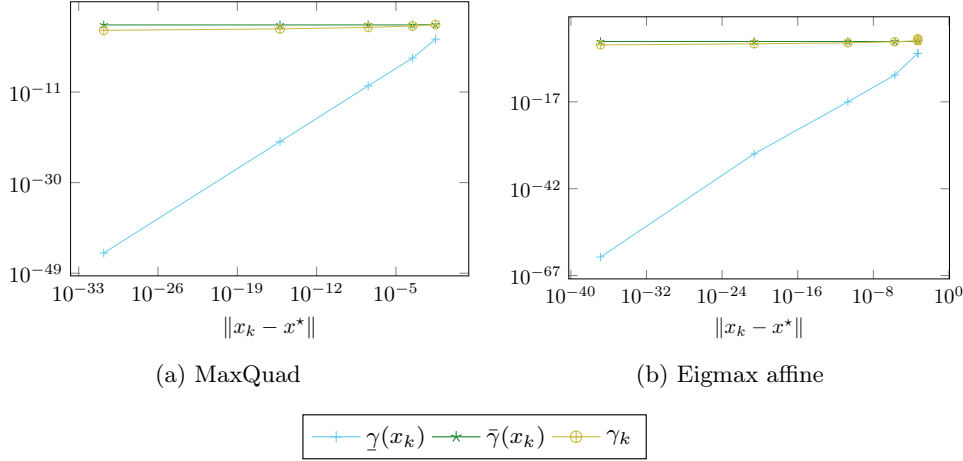 10^{-11}
10^{-30}
10^{-49}
10^{-33} 10^{-26} 10^{-19} 10^{-12} 10^{-5}
‖x_k − x^⋆‖
(a) MaxQuad
10^{-17}
10^{-42}
10^{-67}
10^{-40} 10^{-32} 10^{-24} 10^{-16} 10^{-8} 10^0
‖x_k − x^⋆‖
(b) Eigmax affine
γ̲(x_k) γ̄(x_k) γ_k